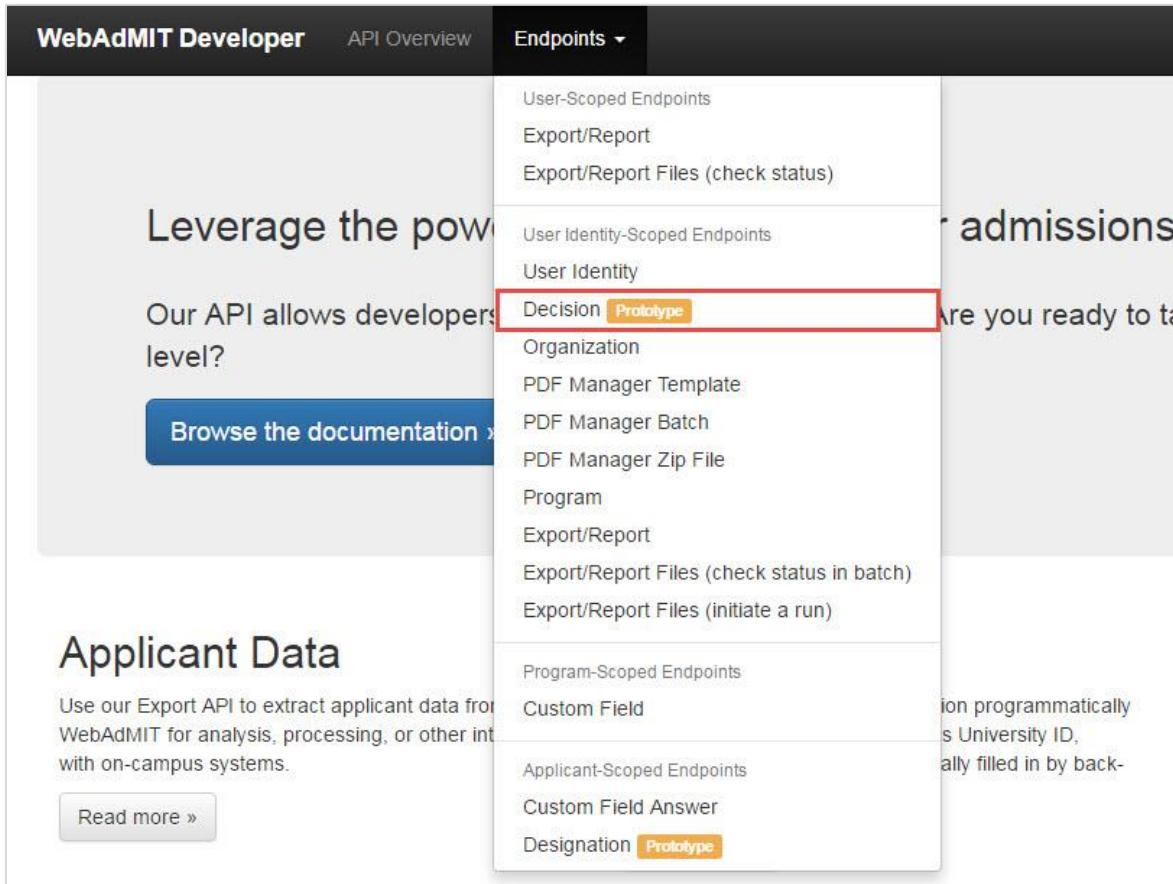 WebAdMIT Developer API Overview Endpoints
User-Scoped Endpoints
Export/Report
Export/Report Files (check status)
Leverage the pow
admissions
User Identity-Scoped Endpoints
User Identity
Decision Prototype
Our API allows developers
Are you ready to
level?
Organization
PDF Manager Template
PDF Manager Batch
Browse the documentation »
PDF Manager Zip File
Program
Export/Report
Export/Report Files (check status in batch)
Export/Report Files (initiate a run)
Applicant Data
Program-Scoped Endpoints
Custom Field
Use our Export API to extract applicant data from
ion programmatically
WebAdMIT for analysis, processing, or other int
s University ID,
with on-campus systems.
ally filled in by back-
Applicant-Scoped Endpoints
Custom Field Answer
Read more »
Designation Prototype